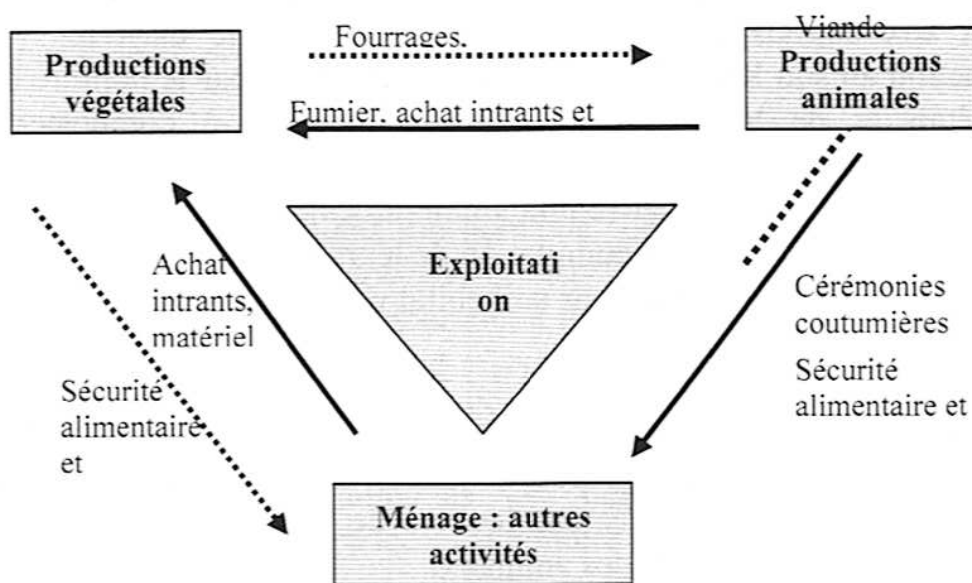 Fourrages.
Viande
Productions
végétales
Productions
animales
Fumier, achat intrants et
Exploitati
on
Achat
intrants,
matériel
Cérémonies
coutumières
Sécurité
alimentaire et
Sécurité
alimentaire
et
Ménage : autres
activités